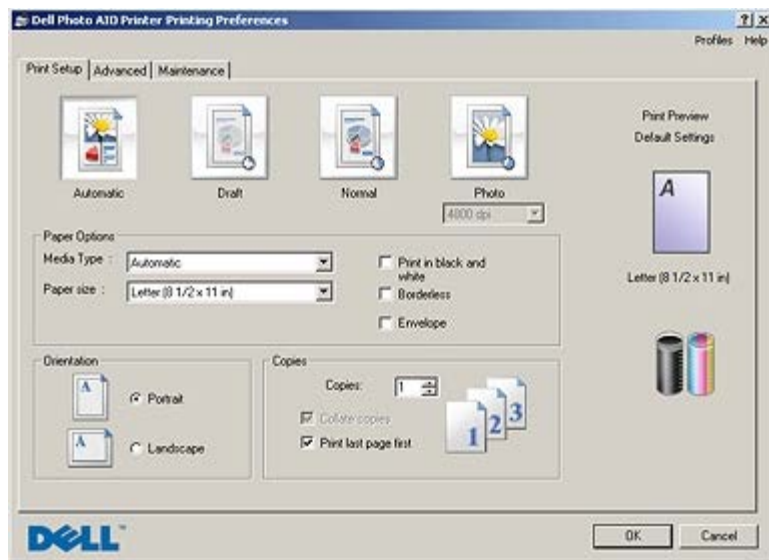 Dell Photo AIO Printer Printing Preferences
? X
Profiles Help
Print Setup Advanced Maintenance
Automatic Draft Normal Photo
4800 dpi
Print Preview
Default Settings
A
Letter (8 1/2 x 11 in)
Paper Options
Media Type : Automatic
Paper size : Letter (8 1/2 x 11 in)
Print in black and
white
Borderless
Envelope
Orientation
A Portrait
A Landscape
Copies
Copies: 1
Collate copies
Print last page first
1 2 3
DELL™
OK Cancel